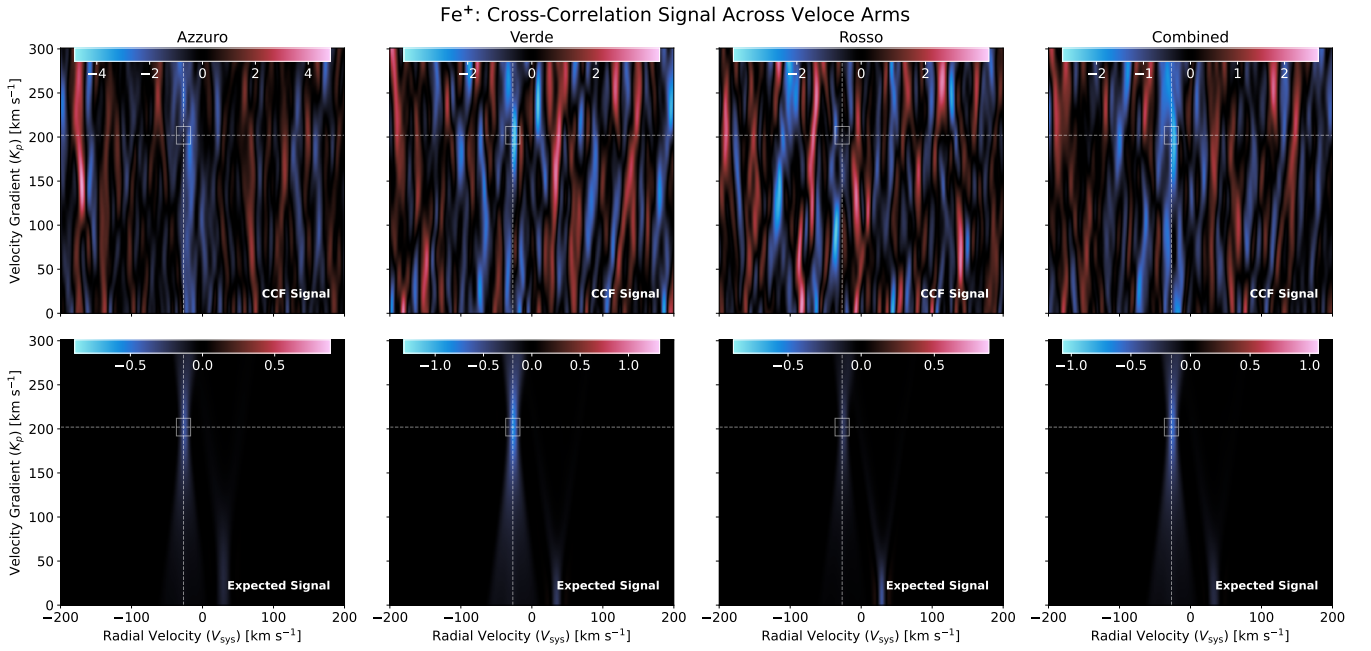 Fe⁺: Cross-Correlation Signal Across Veloce Arms
Azzuro Verde Rosso Combined
−4 −2 0 2 4 −2 0 2 −2 0 2 −2 −1 0 1 2
Velocity Gradient (Kp) [km s⁻¹]
300
250
200
150
100
50
0
CCF Signal CCF Signal CCF Signal CCF Signal
−0.5 0.0 0.5 −1.0 −0.5 0.0 0.5 1.0 −0.5 0.0 0.5 −1.0 −0.5 0.0 0.5 1.0
Velocity Gradient (Kp) [km s⁻¹]
300
250
200
150
100
50
0
Expected Signal Expected Signal Expected Signal Expected Signal
−200 −100 0 100 200 −200 −100 0 100 200 −200 −100 0 100 200 −200 −100 0 100 200
Radial Velocity (Vsys) [km s⁻¹] Radial Velocity (Vsys) [km s⁻¹] Radial Velocity (Vsys) [km s⁻¹] Radial Velocity (Vsys) [km s⁻¹]